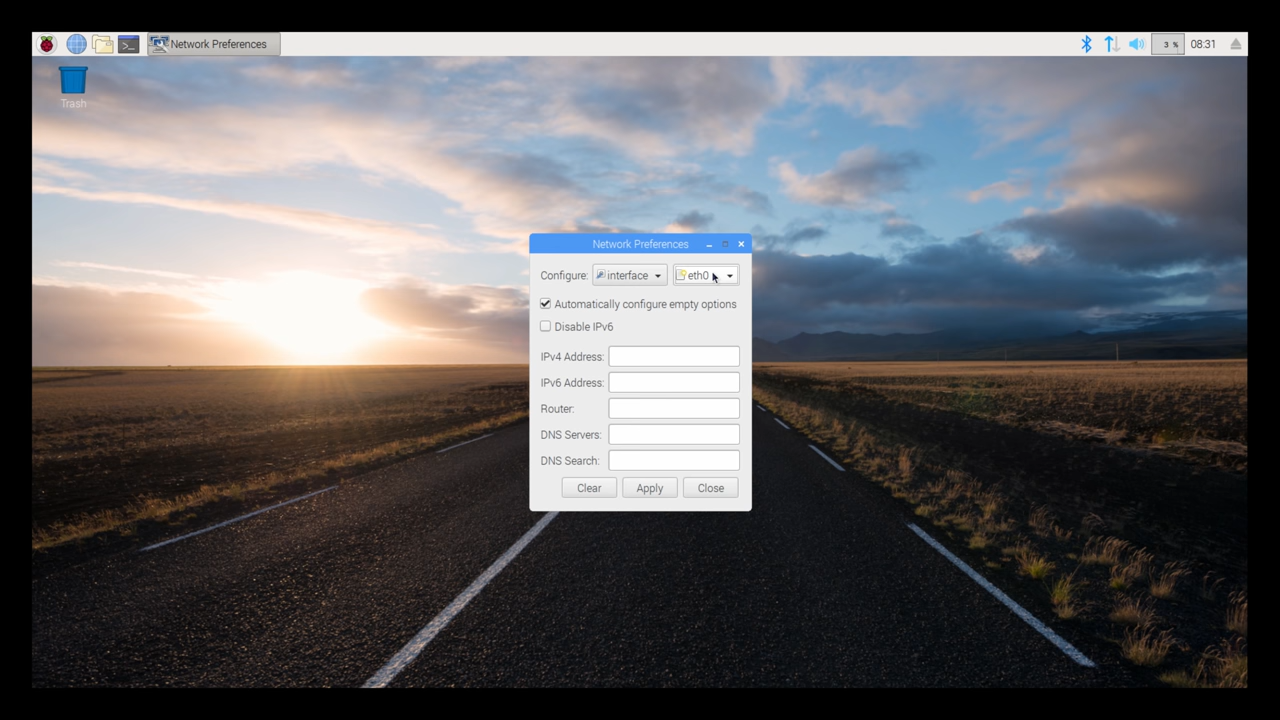 Network Preferences
3 %
08:31
Trash
Network Preferences
Configure: interface eth0
Automatically configure empty options
Disable IPv6
IPv4 Address:
IPv6 Address:
Router:
DNS Servers:
DNS Search:
Clear Apply Close